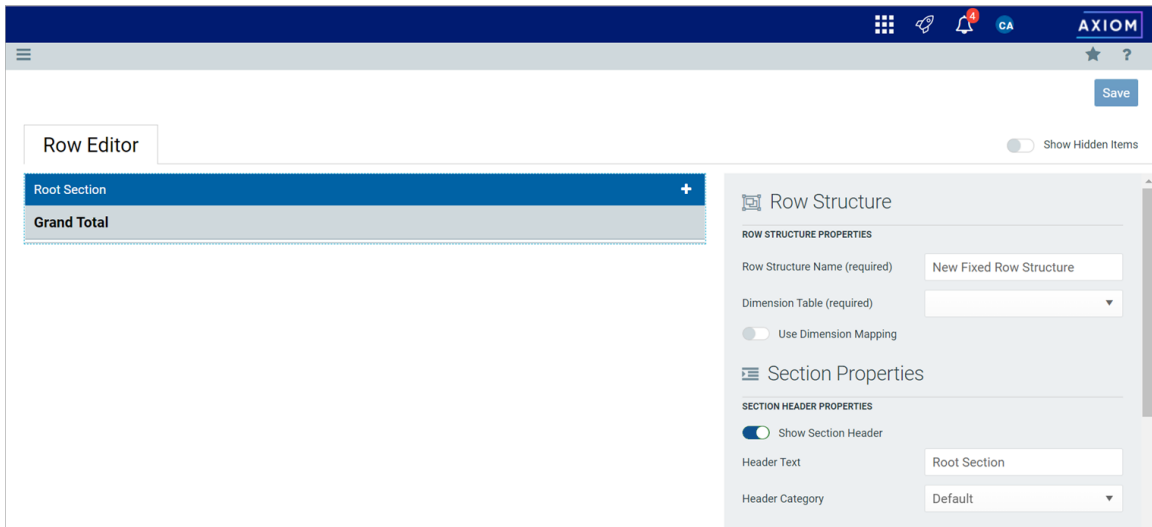 4
CA
AXIOM
?
Save
Row Editor
Show Hidden Items
Root Section
Grand Total
Row Structure
ROW STRUCTURE PROPERTIES
Row Structure Name (required)
New Fixed Row Structure
Dimension Table (required)
Use Dimension Mapping
Section Properties
SECTION HEADER PROPERTIES
Show Section Header
Header Text
Root Section
Header Category
Default